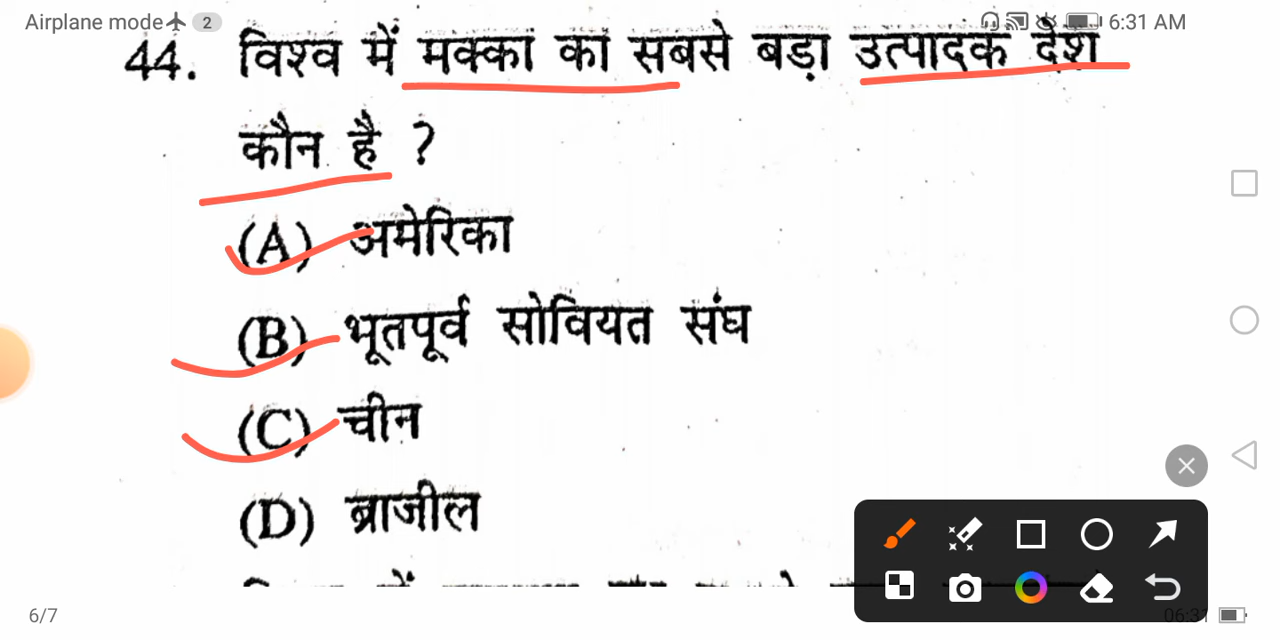 Airplane mode 2 6:31 AM
44. विश्व में मक्का का सबसे बड़ा उत्पादक देश
कौन है ?
(A) अमेरिका
(B) भूतपूर्व सोवियत संघ
(C) चीन
(D) ब्राजील
6/7 06:31